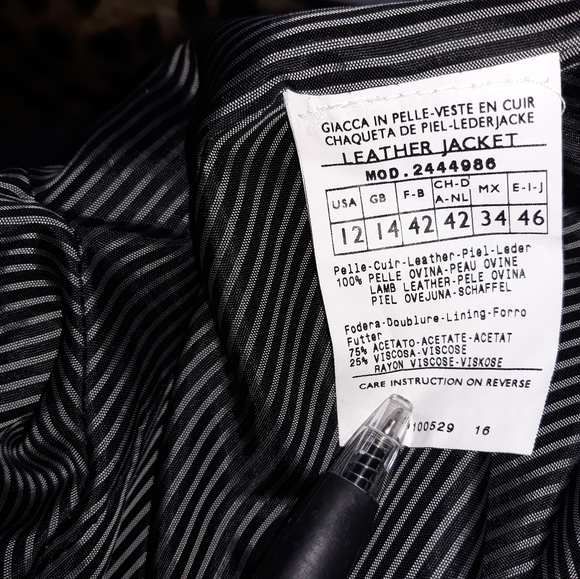 GIACCA IN PELLE-VESTE EN CUIR
CHAQUETA DE PIEL-LEDERJACKE
LEATHER JACKET
MOD.2444986
USA GB F-B CH-D A-NL MX E-I-J
12 14 42 42 34 46
Pelle-Cuir-Leather-Piel-Leder
100% PELLE OVINA-PEAU OVINE
LAMB LEATHER-PELE OVINA
PIEL OVEJUNA-SCHAFFEL
Fodera-Doublure-Lining-Forro
Futter
75% ACETATO-ACETATE-ACETAT
25% VISCOSA-VISCOSE
RAYON VISCOSE-VISKOSE
CARE INSTRUCTION ON REVERSE
100529 16